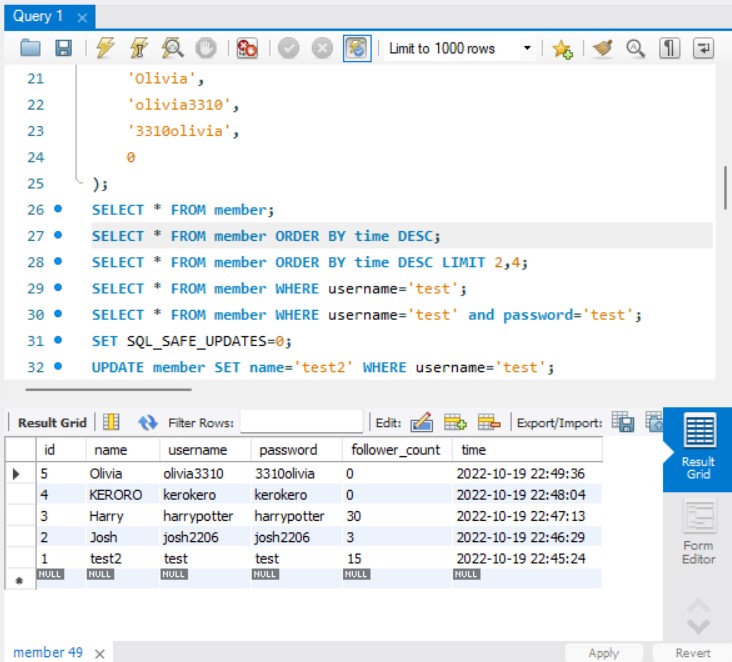 Query 1
Limit to 1000 rows
21 'Olivia',
22 'olivia3310',
23 '3310olivia',
24 0
25 );
26 SELECT * FROM member;
27 SELECT * FROM member ORDER BY time DESC;
28 SELECT * FROM member ORDER BY time DESC LIMIT 2,4;
29 SELECT * FROM member WHERE username='test';
30 SELECT * FROM member WHERE username='test' and password='test';
31 SET SQL_SAFE_UPDATES=0;
32 UPDATE member SET name='test2' WHERE username='test';
Result Grid Filter Rows: Edit: Export/Import:
id name username password follower_count time
5 Olivia olivia3310 3310olivia 0 2022-10-19 22:49:36
4 KERORO kerokero kerokero 0 2022-10-19 22:48:04
3 Harry harrypotter harrypotter 30 2022-10-19 22:47:13
2 Josh josh2206 josh2206 3 2022-10-19 22:46:29
1 test2 test test 15 2022-10-19 22:45:24
NULL NULL NULL NULL NULL NULL
Result
Grid
Form
Editor
member 49
Apply Revert